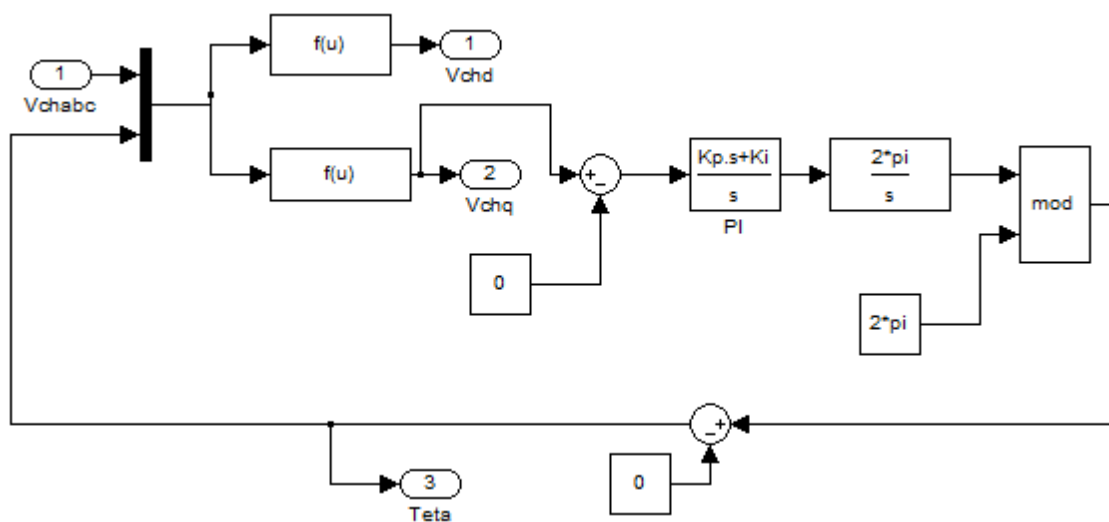 f(u)
1
Vchd
1
Vchabc
f(u)
2
Vchq
+
−
Kp.s+Ki
s
PI
2*pi
s
mod
0
2*pi
−
+
0
3
Teta